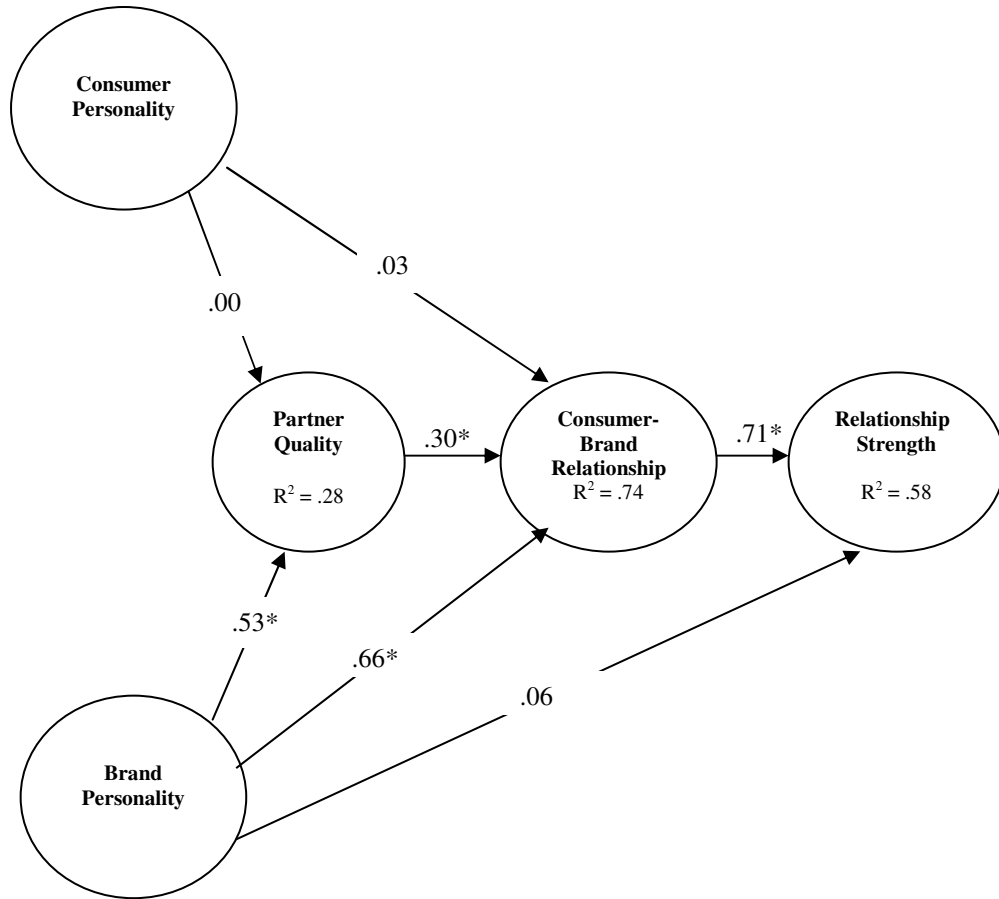 Consumer
Personality
.03
.00
Partner
Quality
R² = .28
.30*
Consumer-
Brand
Relationship
R² = .74
.71*
Relationship
Strength
R² = .58
.53*
.66*
.06
Brand
Personality